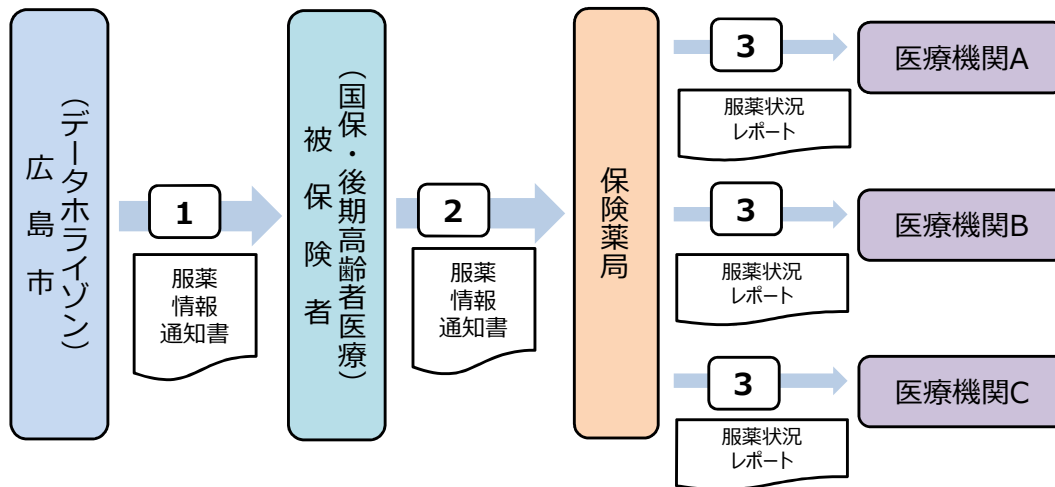 広島市
(データホライゾン)
1
服薬
情報
通知書
被保険者
(国保・後期高齢者医療)
2
服薬
情報
通知書
保険薬局
3
服薬状況
レポート
医療機関A
3
服薬状況
レポート
医療機関B
3
服薬状況
レポート
医療機関C